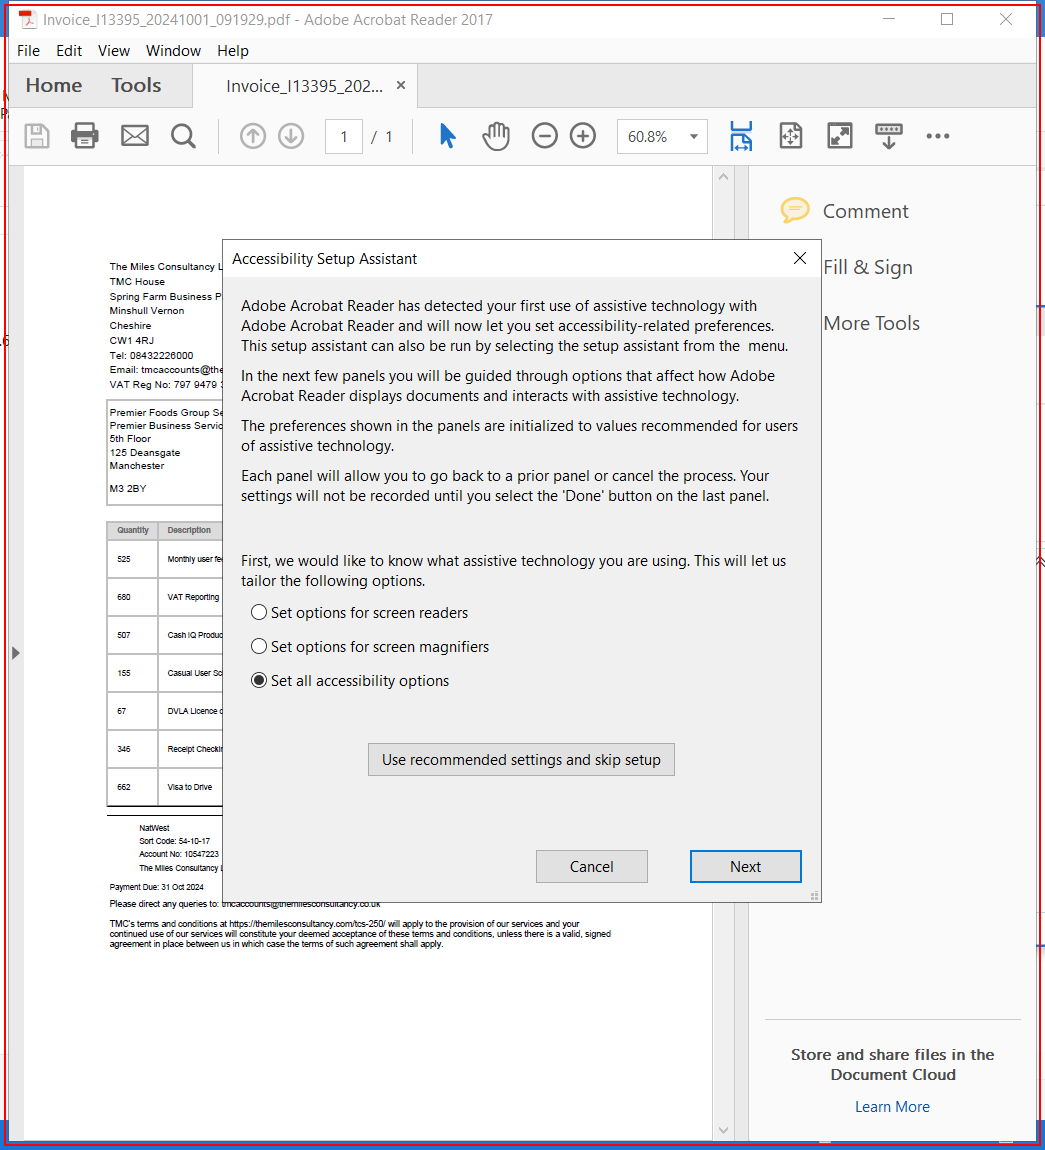 Invoice_I13395_20241001_091929.pdf - Adobe Acrobat Reader 2017
File Edit View Window Help
Home Tools Invoice_I13395_202... ×
1 / 1 60.8%
Comment
Fill & Sign
More Tools
The Miles Consultancy L
TMC House
Spring Farm Business P
Minshull Vernon
Cheshire
CW1 4RJ
Tel: 08432226000
Email: tmcaccounts@the
VAT Reg No: 797 9479
Premier Foods Group Se
Premier Business Servic
5th Floor
125 Deansgate
Manchester
M3 2BY
Quantity Description
525 Monthly user fee
680 VAT Reporting
507 Cash IQ Produc
155 Casual User Sc
67 DVLA Licence c
346 Receipt Checkin
662 Visa to Drive
NatWest
Sort Code: 54-10-17
Account No: 10547223
The Miles Consultancy L
Payment Due: 31 Oct 2024
Please direct any queries to: tmcaccounts@themilesconsultancy.co.uk
TMC's terms and conditions at https://themilesconsultancy.com/tcs-250/ will apply to the provision of our services and your
continued use of our services will constitute your deemed acceptance of these terms and conditions, unless there is a valid, signed
agreement in place between us in which case the terms of such agreement shall apply.
Accessibility Setup Assistant
Adobe Acrobat Reader has detected your first use of assistive technology with
Adobe Acrobat Reader and will now let you set accessibility-related preferences.
This setup assistant can also be run by selecting the setup assistant from the  menu.
In the next few panels you will be guided through options that affect how Adobe
Acrobat Reader displays documents and interacts with assistive technology.
The preferences shown in the panels are initialized to values recommended for users
of assistive technology.
Each panel will allow you to go back to a prior panel or cancel the process. Your
settings will not be recorded until you select the 'Done' button on the last panel.
First, we would like to know what assistive technology you are using. This will let us
tailor the following options.
Set options for screen readers
Set options for screen magnifiers
Set all accessibility options
Use recommended settings and skip setup
Cancel Next
Store and share files in the
Document Cloud
Learn More